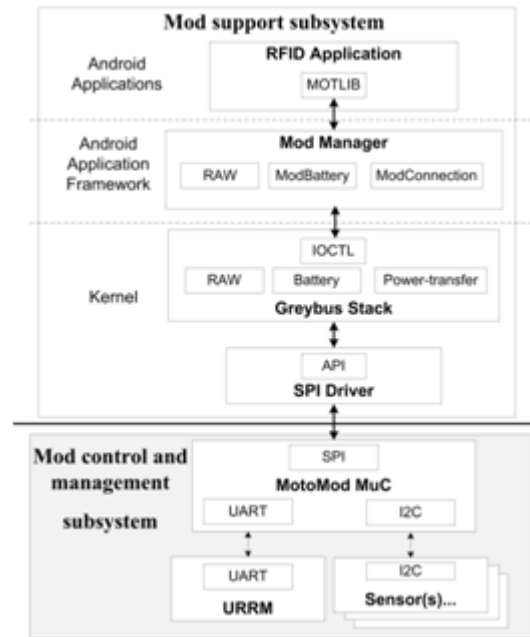 Mod support subsystem
Android
Applications
RFID Application
MOTLIB
Android
Application
Framework
Mod Manager
RAW
ModBattery
ModConnection
Kernel
IOCTL
RAW
Battery
Power-transfer
Greybus Stack
API
SPI Driver
Mod control and
management
subsystem
SPI
MotoMod MuC
UART
I2C
UART
URRM
I2C
Sensor(s)...